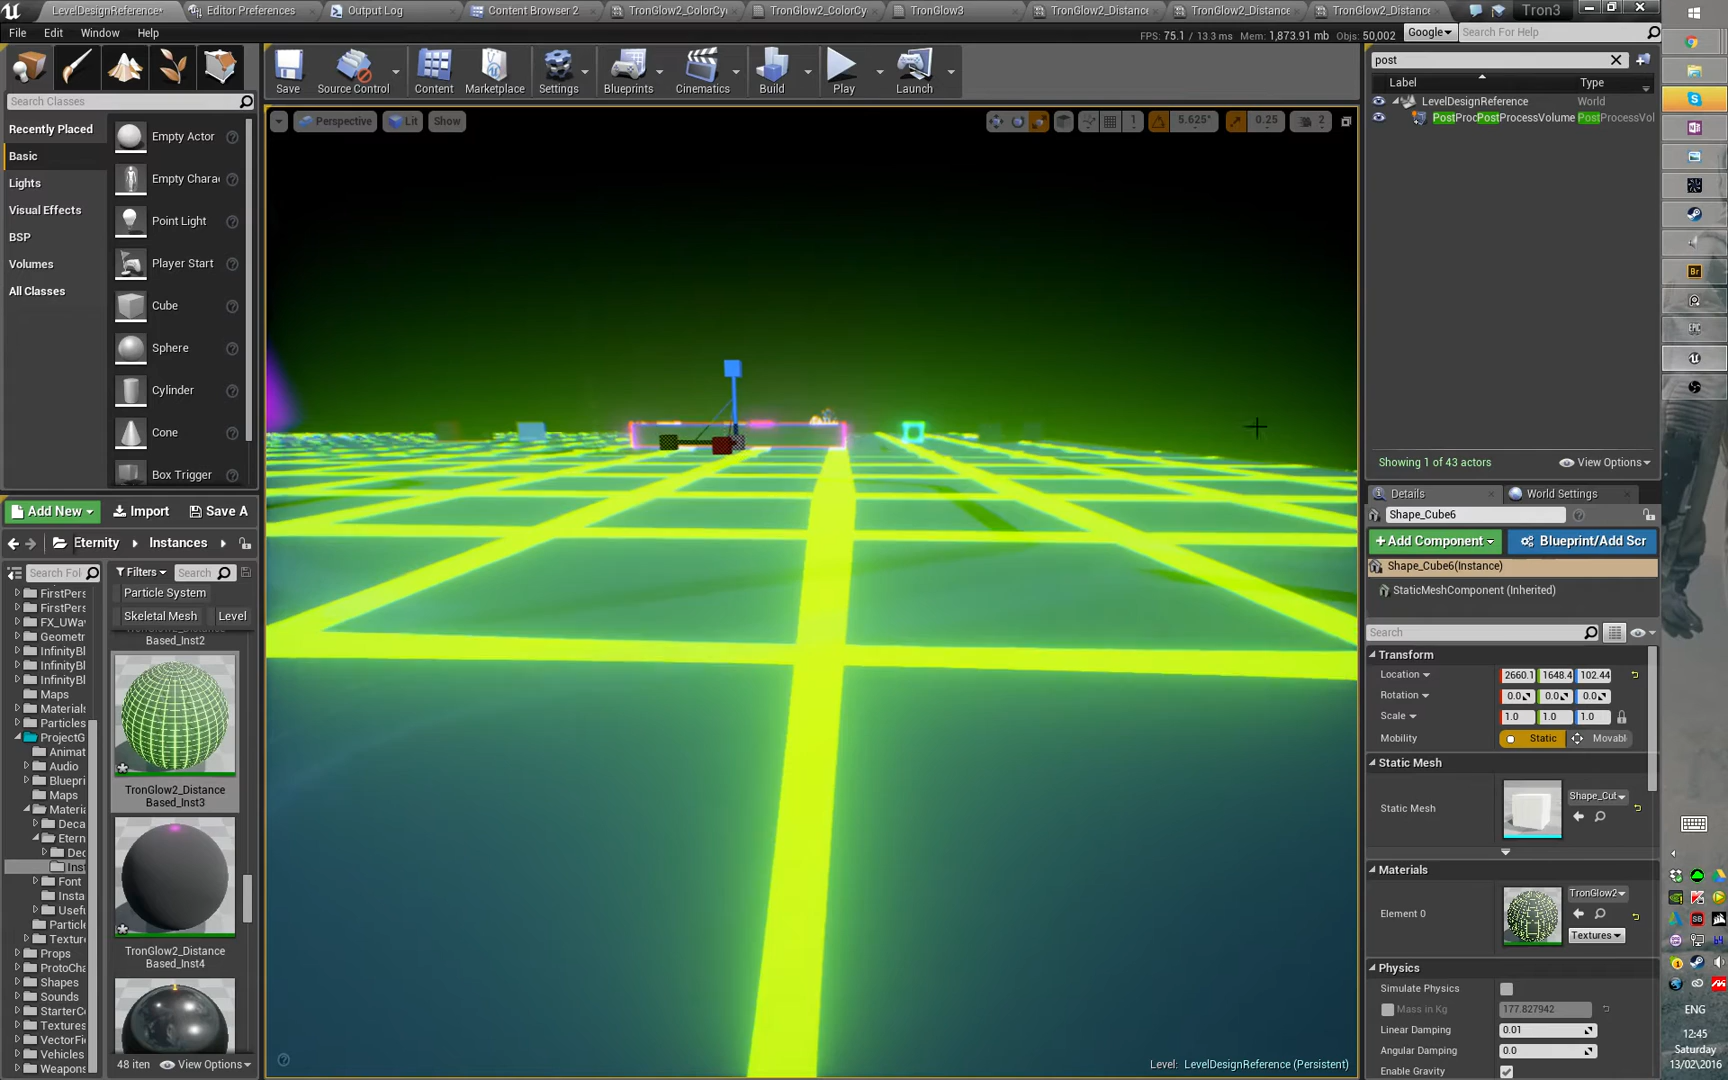 LevelDesignReference*
Editor Preferences
Output Log
Content Browser 2
TronGlow2_ColorCy
TronGlow2_ColorCy
TronGlow3
TronGlow2_Distance
TronGlow2_Distance
TronGlow2_Distance
Tron3
File Edit Window Help
FPS: 75.1 / 13.3 ms Mem: 1,873.91 mb Objs: 50,002
Google
Search For Help
Save
Source Control
Content
Marketplace
Settings
Blueprints
Cinematics
Build
Play
Launch
Search Classes
Recently Placed
Basic
Lights
Visual Effects
BSP
Volumes
All Classes
Empty Actor
Empty Chara
Point Light
Player Start
Cube
Sphere
Cylinder
Cone
Box Trigger
Perspective
Lit
Show
1
5.625°
0.25
2
post
Label
Type
LevelDesignReference World
PostProcPostProcessVolume PostProcessVol
Showing 1 of 43 actors
View Options
Add New
Import
Save A
Eternity
Instances
Search Fol
Filters
Search
Particle System
Skeletal Mesh
Level
FirstPers
FirstPers
FX_UWa
Geometr
InfinityBl
InfinityBl
InfinityBl
Maps
Materials
Particles
ProjectG
Animat
Audio
Bluepri
Maps
Materia
Deca
Etern
Dec
Inst
Font
Insta
Usefu
Particle
Texture
Props
ProtoCha
Shapes
Sounds
StarterCo
Textures
VectorFi
Vehicles
Weapons
Based_Inst2
TronGlow2_Distance
Based_Inst3
TronGlow2_Distance
Based_Inst4
48 iten
View Options
Level: LevelDesignReference (Persistent)
Details
World Settings
Shape_Cube6
Add Component
Blueprint/Add Scr
Shape_Cube6(Instance)
StaticMeshComponent (Inherited)
Search
Transform
Location 2660.1 1648.4 102.44
Rotation 0.0 0.0 0.0
Scale 1.0 1.0 1.0
Mobility Static Movabl
Static Mesh
Static Mesh
Shape_Cul
Materials
Element 0
TronGlow2
Textures
Physics
Simulate Physics
Mass in Kg 177.827942
Linear Damping 0.01
Angular Damping 0.0
Enable Gravity
Br
EPIC
ENG
12:45
Saturday
13/02/2016